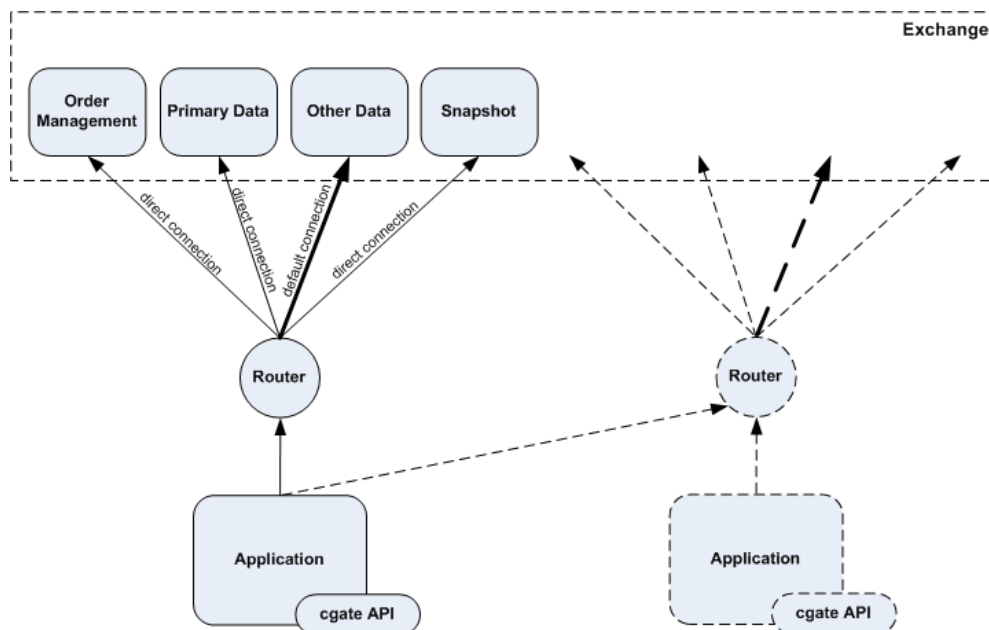 Exchange
Order
Management
Primary Data
Other Data
Snapshot
direct connection
direct connection
default connection
direct connection
Router
Router
Application
cgate API
Application
cgate API